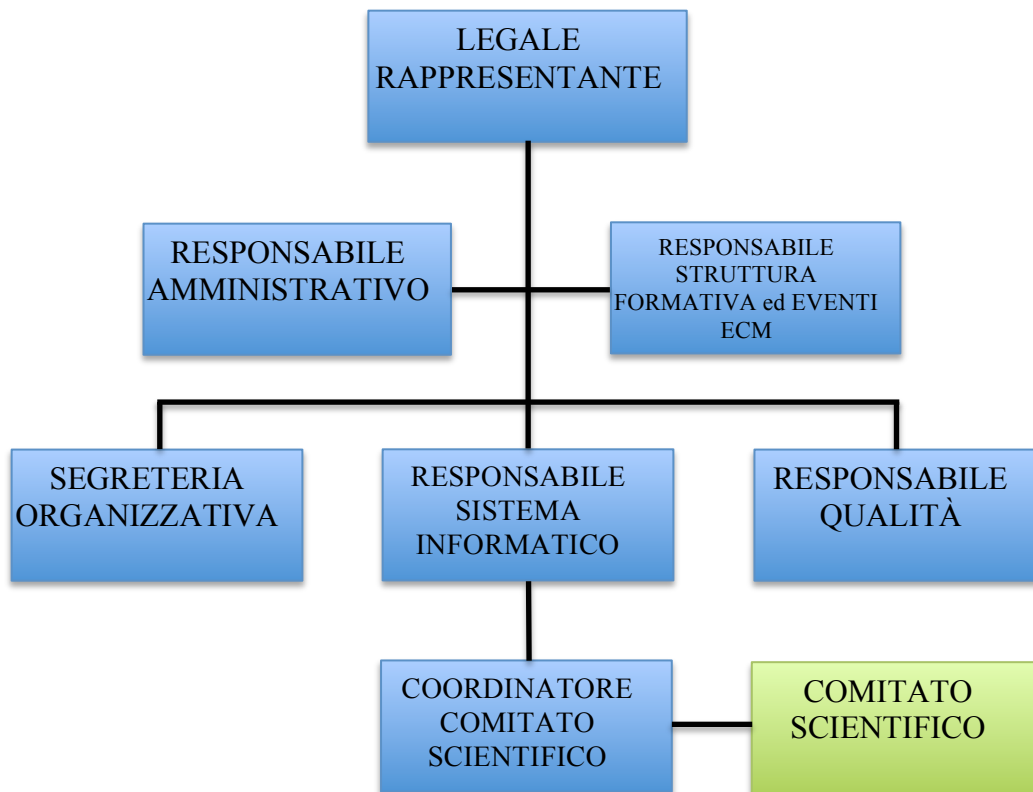 LEGALE
RAPPRESENTANTE
RESPONSABILE
AMMINISTRATIVO
RESPONSABILE
STRUTTURA
FORMATIVA ed EVENTI
ECM
SEGRETERIA
ORGANIZZATIVA
RESPONSABILE
SISTEMA
INFORMATICO
RESPONSABILE
QUALITÀ
COORDINATORE
COMITATO
SCIENTIFICO
COMITATO
SCIENTIFICO